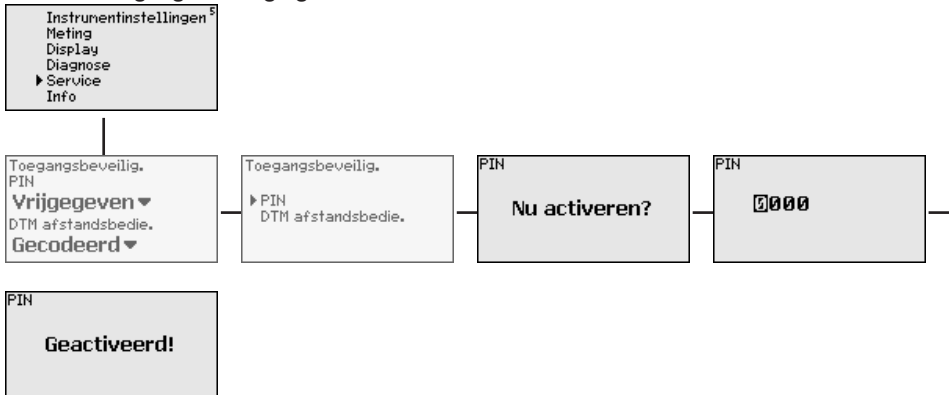 Instrumentinstellingen 5
Meting
Display
Diagnose
Service
Info
Toegangsbeveilig.
PIN
Vrijgegeven
DTM afstandsbedie.
Gecodeerd
Toegangsbeveilig.
PIN
DTM afstandsbedie.
PIN
Nu activeren?
PIN
0000
PIN
Geactiveerd!